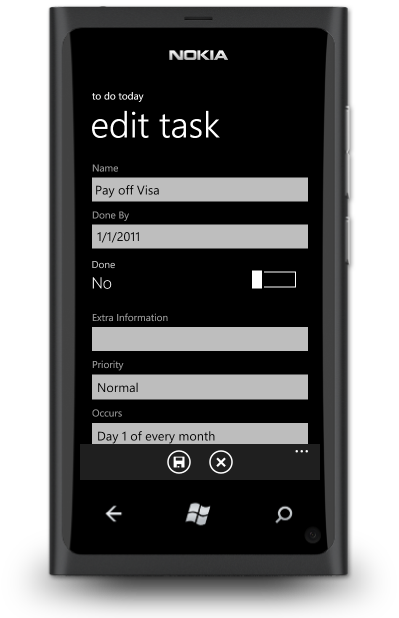 NOKIA
to do today
edit task
Name
Pay off Visa
Done By
1/1/2011
Done
No
Extra Information
Priority
Normal
Occurs
Day 1 of every month